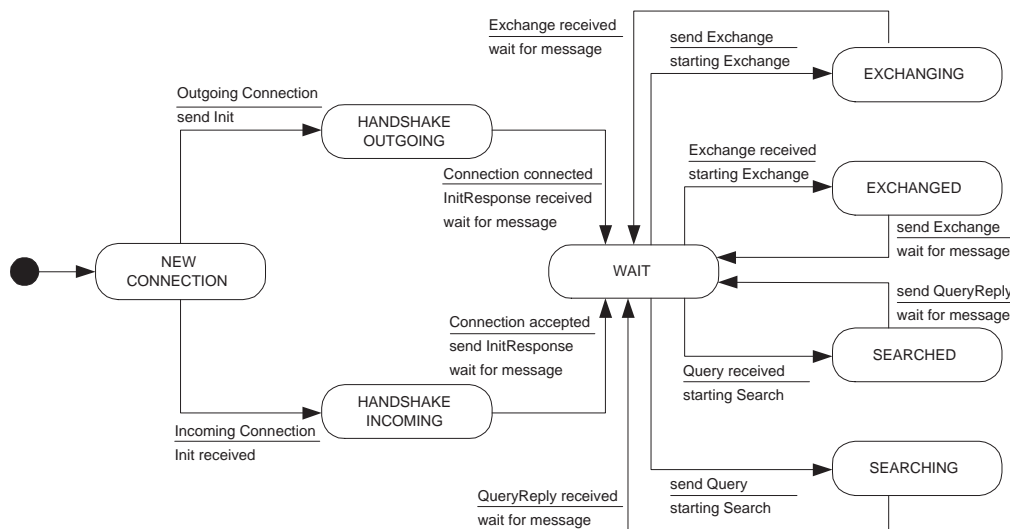 Exchange received
wait for message
send Exchange
starting Exchange
EXCHANGING
Outgoing Connection
send Init
HANDSHAKE
OUTGOING
Connection connected
InitResponse received
wait for message
Exchange received
starting Exchange
EXCHANGED
send Exchange
wait for message
NEW
CONNECTION
WAIT
send QueryReply
wait for message
Connection accepted
send InitResponse
wait for message
Query received
starting Search
SEARCHED
HANDSHAKE
INCOMING
Incoming Connection
Init received
SEARCHING
QueryReply received
wait for message
send Query
starting Search